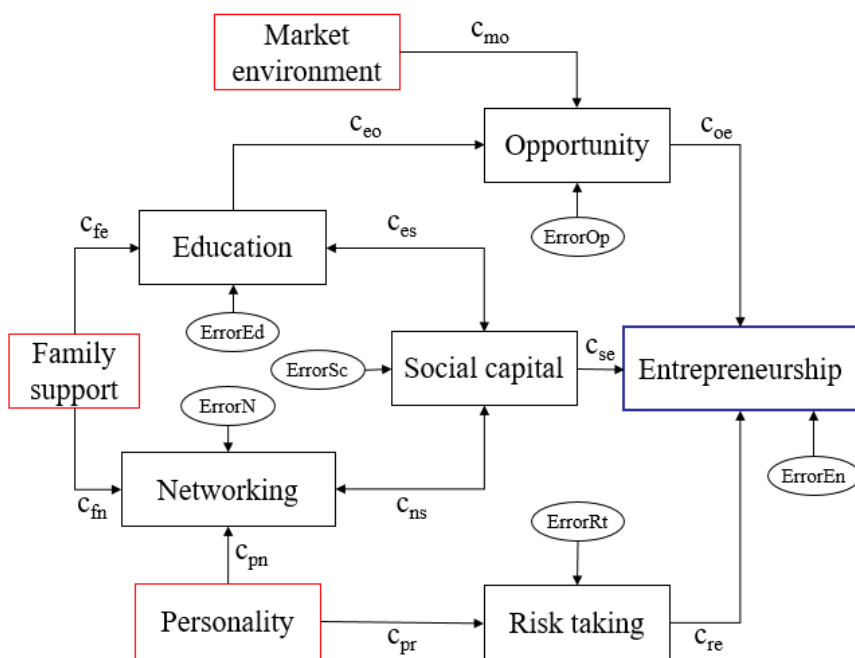 Market
environment
c_mo
c_eo
Opportunity
c_oe
c_fe
Education
c_es
ErrorOp
ErrorEd
Family
support
ErrorSc
Social capital
c_se
Entrepreneurship
ErrorN
c_fn
Networking
c_ns
ErrorEn
ErrorRt
c_pn
Personality
c_pr
Risk taking
c_re